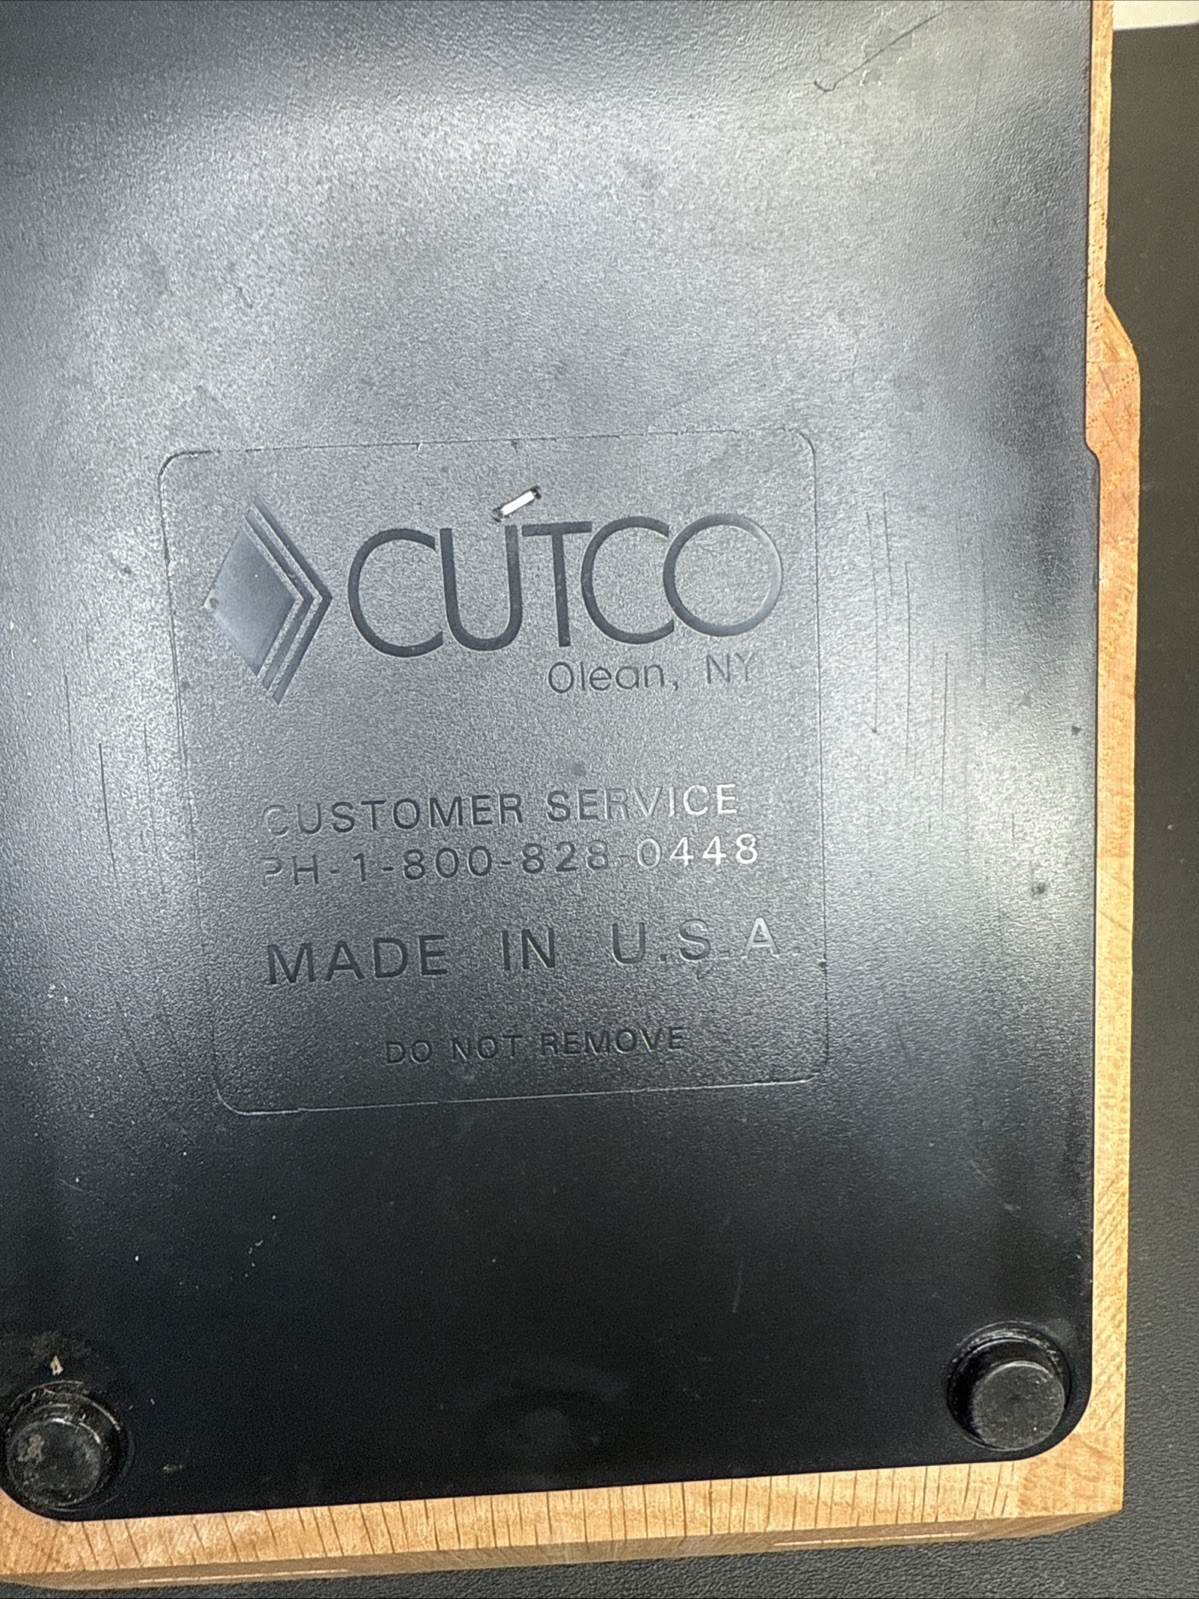 CUTCO
Olean, NY
CUSTOMER SERVICE
PH-1-800-828-0448
MADE IN U.S.A.
DO NOT REMOVE